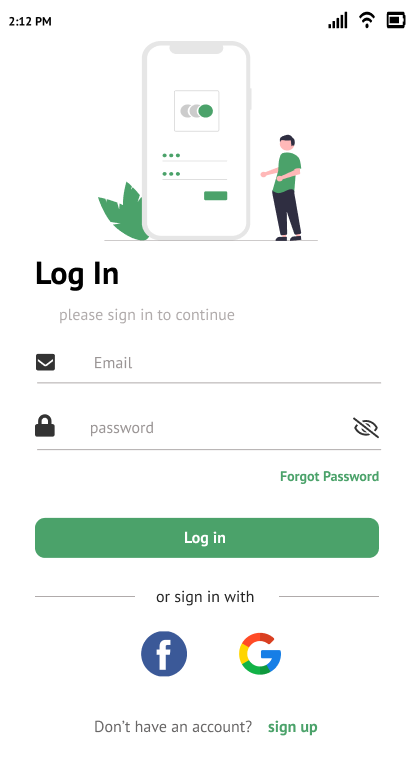 2:12 PM
Log In
please sign in to continue
Email
password
Forgot Password
Log in
or sign in with
Don't have an account? sign up